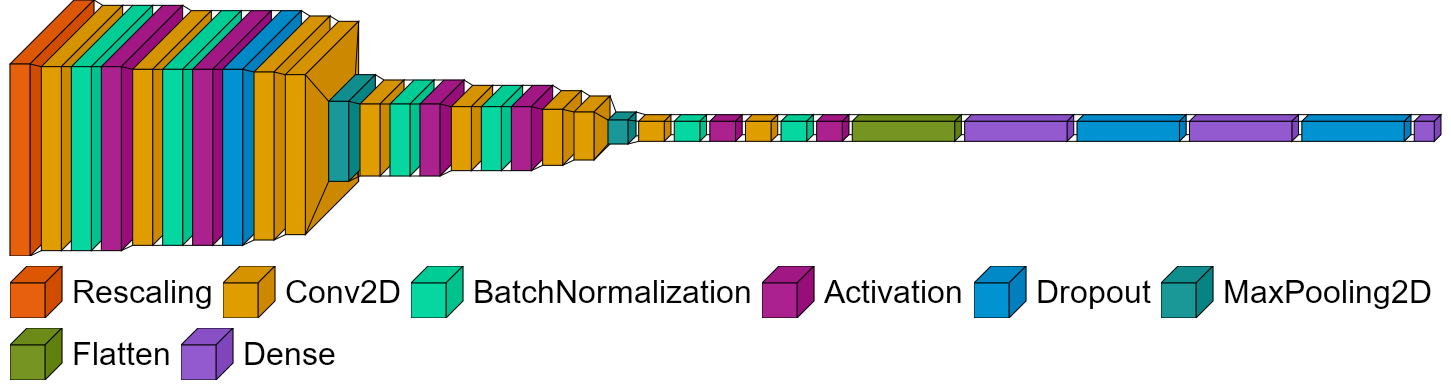 Rescaling Conv2D BatchNormalization Activation Dropout MaxPooling2D
Flatten Dense